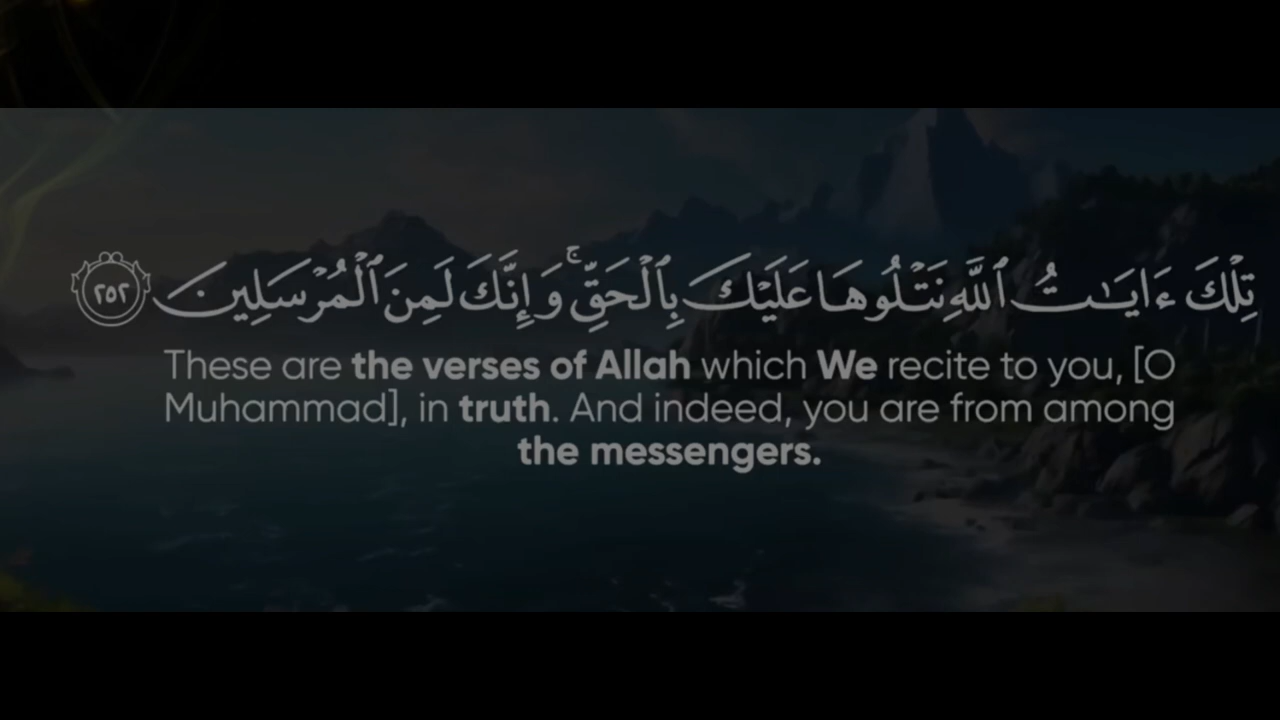 تِلْكَ ءَايَـٰتُ ٱللَّهِ نَتْلُوهَا عَلَيْكَ بِٱلْحَقِّ ۚ وَإِنَّكَ لَمِنَ ٱلْمُرْسَلِينَ ٢٥٢
These are the verses of Allah which We recite to you, [O
Muhammad], in truth. And indeed, you are from among
the messengers.